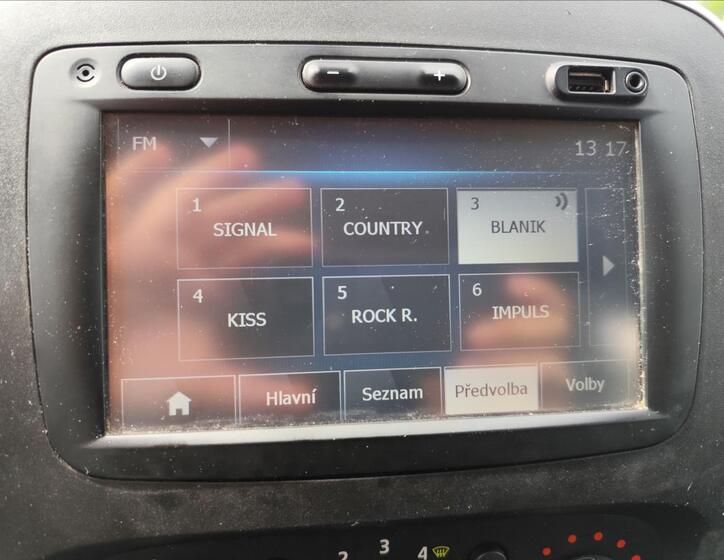 FM
13 17
1
SIGNAL
2
COUNTRY
3
BLANIK
4
KISS
5
ROCK R.
6
IMPULS
Hlavní
Seznam
Předvolba
Volby
2 3 4